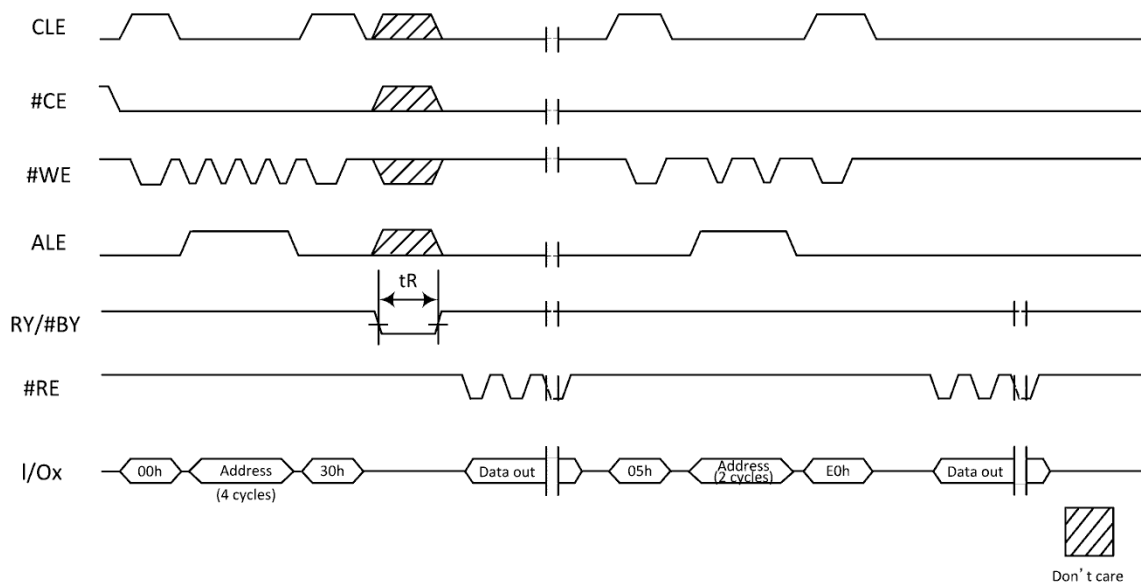 CLE
#CE
#WE
ALE
tR
RY/#BY
#RE
I/Ox
00h
Address
(4 cycles)
30h
Data out
05h
Address
(2 cycles)
E0h
Data out
Don't care